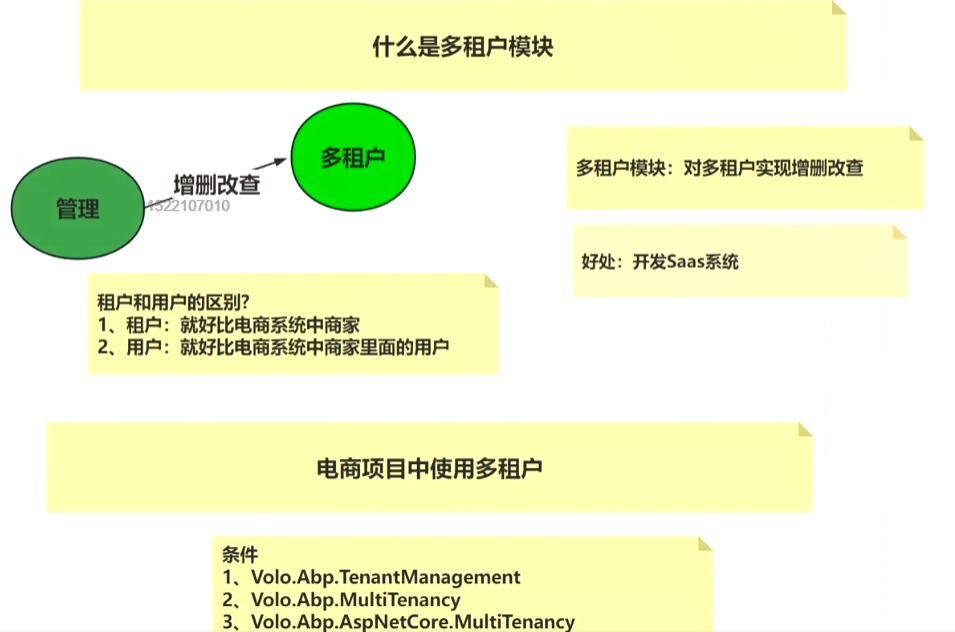 什么是多租户模块
多租户
增删改查
管理
1522107010
多租户模块：对多租户实现增删改查
好处：开发Saas系统
租户和用户的区别？
1、租户：就好比电商系统中商家
2、用户：就好比电商系统中商家里面的用户
电商项目中使用多租户
条件
1、Volo.Abp.TenantManagement
2、Volo.Abp.MultiTenancy
3、Volo.Abp.AspNetCore.MultiTenancy